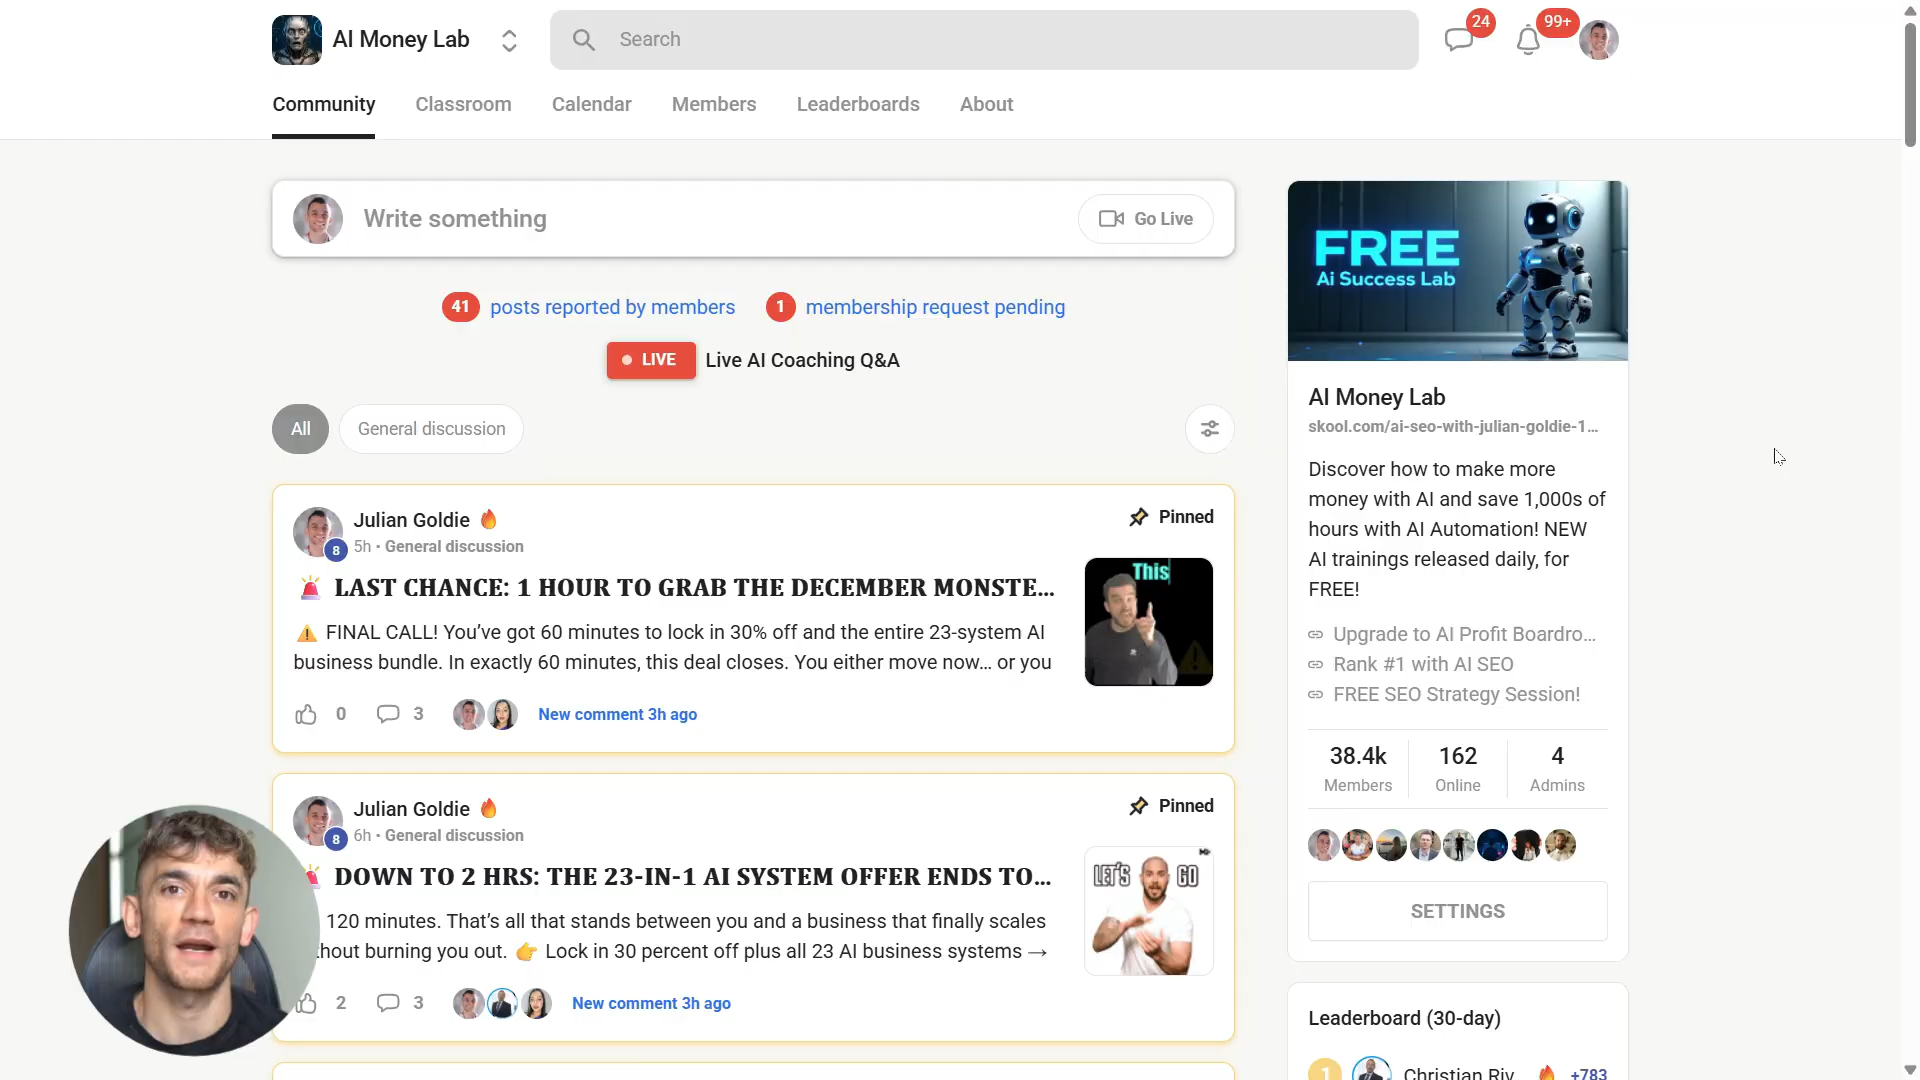 AI Money Lab
Search
24
99+
Community
Classroom
Calendar
Members
Leaderboards
About
Write something
Go Live
41 posts reported by members
1 membership request pending
LIVE Live AI Coaching Q&A
All
General discussion
Julian Goldie
8
5h • General discussion
Pinned
LAST CHANCE: 1 HOUR TO GRAB THE DECEMBER MONSTE...
FINAL CALL! You've got 60 minutes to lock in 30% off and the entire 23-system AI
business bundle. In exactly 60 minutes, this deal closes. You either move now... or you
This
0
3
New comment 3h ago
Julian Goldie
8
6h • General discussion
Pinned
DOWN TO 2 HRS: THE 23-IN-1 AI SYSTEM OFFER ENDS TO...
120 minutes. That's all that stands between you and a business that finally scales
hout burning you out. 👉 Lock in 30 percent off plus all 23 AI business systems →
LET'S GO
2
3
New comment 3h ago
FREE
Ai Success Lab
AI Money Lab
skool.com/ai-seo-with-julian-goldie-1...
Discover how to make more
money with AI and save 1,000s of
hours with AI Automation! NEW
AI trainings released daily, for
FREE!
Upgrade to AI Profit Boardro...
Rank #1 with AI SEO
FREE SEO Strategy Session!
38.4k
Members
162
Online
4
Admins
SETTINGS
Leaderboard (30-day)
1
Christian Riv
+783